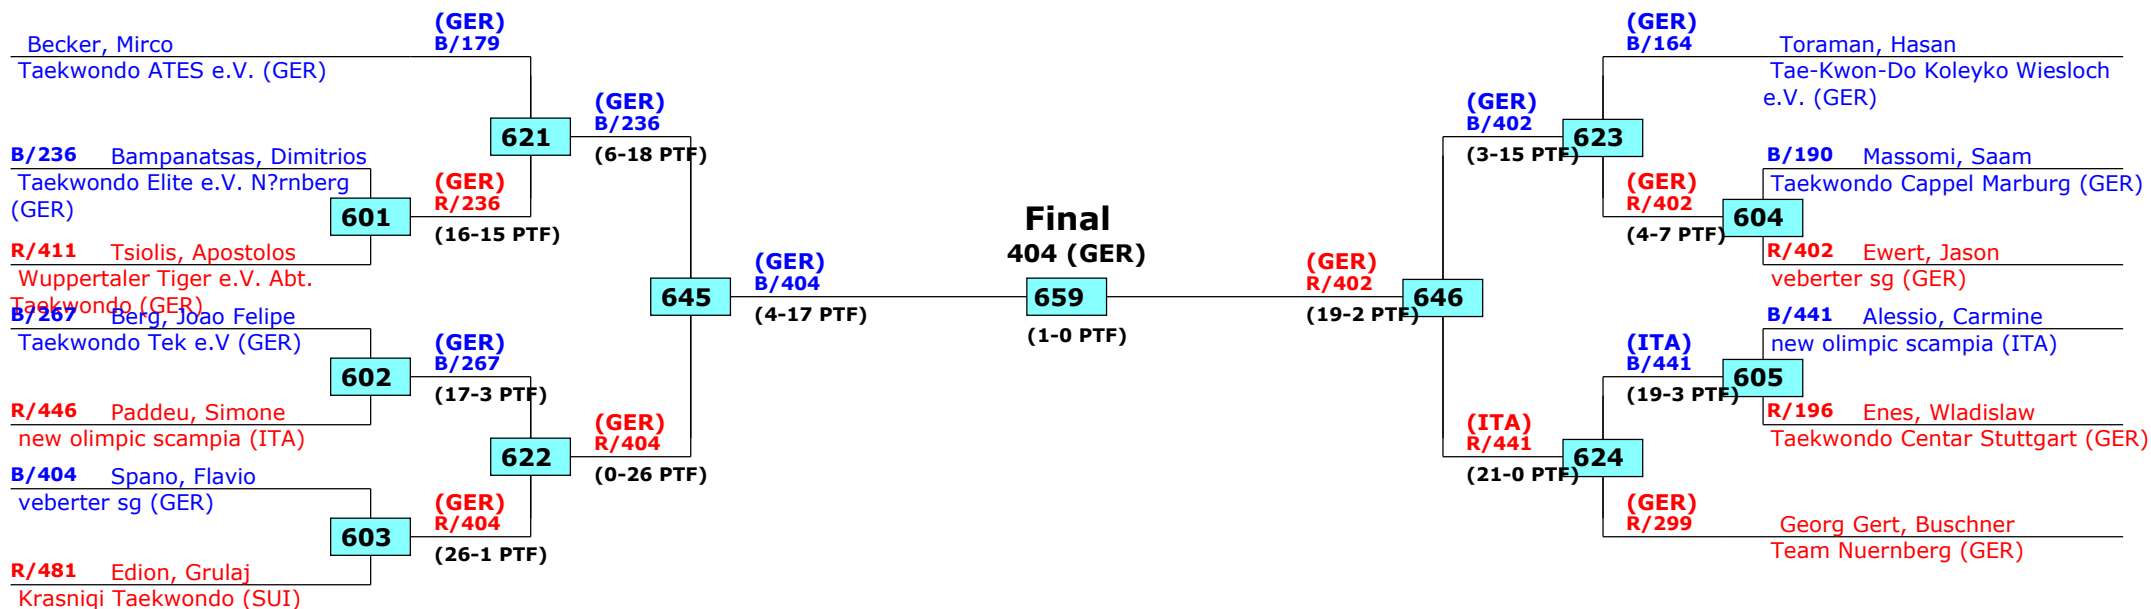 (GER)
B/179
Becker, Mirco
Taekwondo ATES e.V. (GER)
621
B/236 Bampanatsas, Dimitrios
Taekwondo Elite e.V. N?rnberg
(GER)
601
(GER)
R/236
(16-15 PTF)
R/411 Tsiolis, Apostolos
Wuppertaler Tiger e.V. Abt.
Taekwondo (GER)
(GER)
B/236
(6-18 PTF)
B/267 Berg, Joao Felipe
Taekwondo Tek e.V (GER)
602
(GER)
B/267
(17-3 PTF)
R/446 Paddeu, Simone
new olimpic scampia (ITA)
622
(GER)
R/404
(0-26 PTF)
B/404 Spano, Flavio
veberter sg (GER)
603
(GER)
R/404
(26-1 PTF)
R/481 Edion, Grulaj
Krasniqi Taekwondo (SUI)
645
(GER)
B/404
(4-17 PTF)
Final
404 (GER)
659
(1-0 PTF)
(GER)
R/402
(19-2 PTF)
646
(GER)
B/402
(3-15 PTF)
623
(GER)
B/164
Toraman, Hasan
Tae-Kwon-Do Koleyko Wiesloch
e.V. (GER)
B/190 Massomi, Saam
Taekwondo Cappel Marburg (GER)
(GER)
R/402
(4-7 PTF)
604
R/402 Ewert, Jason
veberter sg (GER)
B/441 Alessio, Carmine
new olimpic scampia (ITA)
(ITA)
B/441
(19-3 PTF)
605
R/196 Enes, Wladislaw
Taekwondo Centar Stuttgart (GER)
(ITA)
R/441
(21-0 PTF)
624
(GER)
R/299
Georg Gert, Buschner
Team Nuernberg (GER)